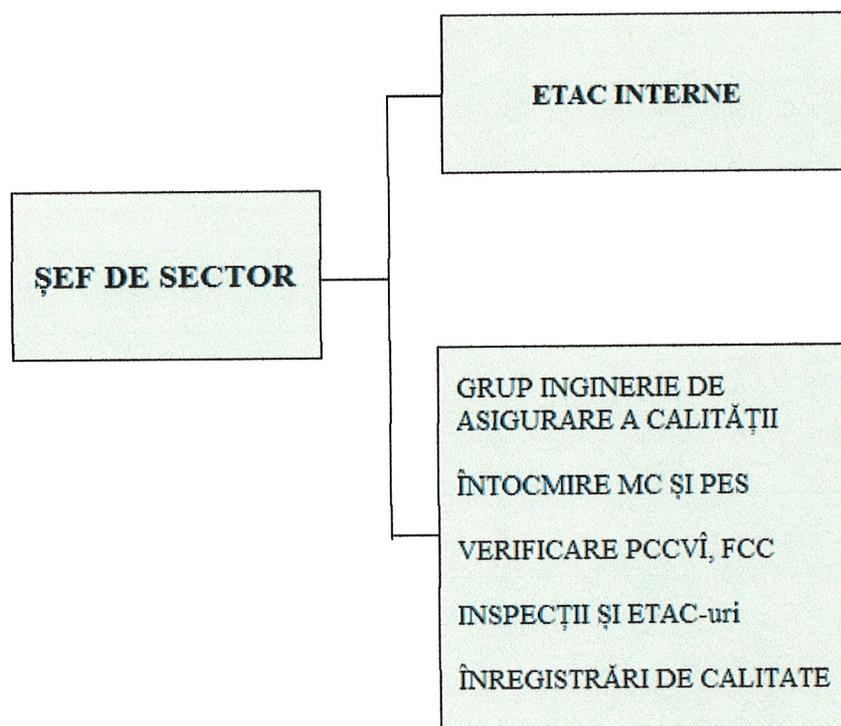 ETAC INTERNE
ȘEF DE SECTOR
GRUP INGINERIE DE
ASIGURARE A CALITĂȚII
ÎNTOCMIRE MC ȘI PES
VERIFICARE PCCVÎ, FCC
INSPECȚII ȘI ETAC-uri
ÎNREGISTRĂRI DE CALITATE